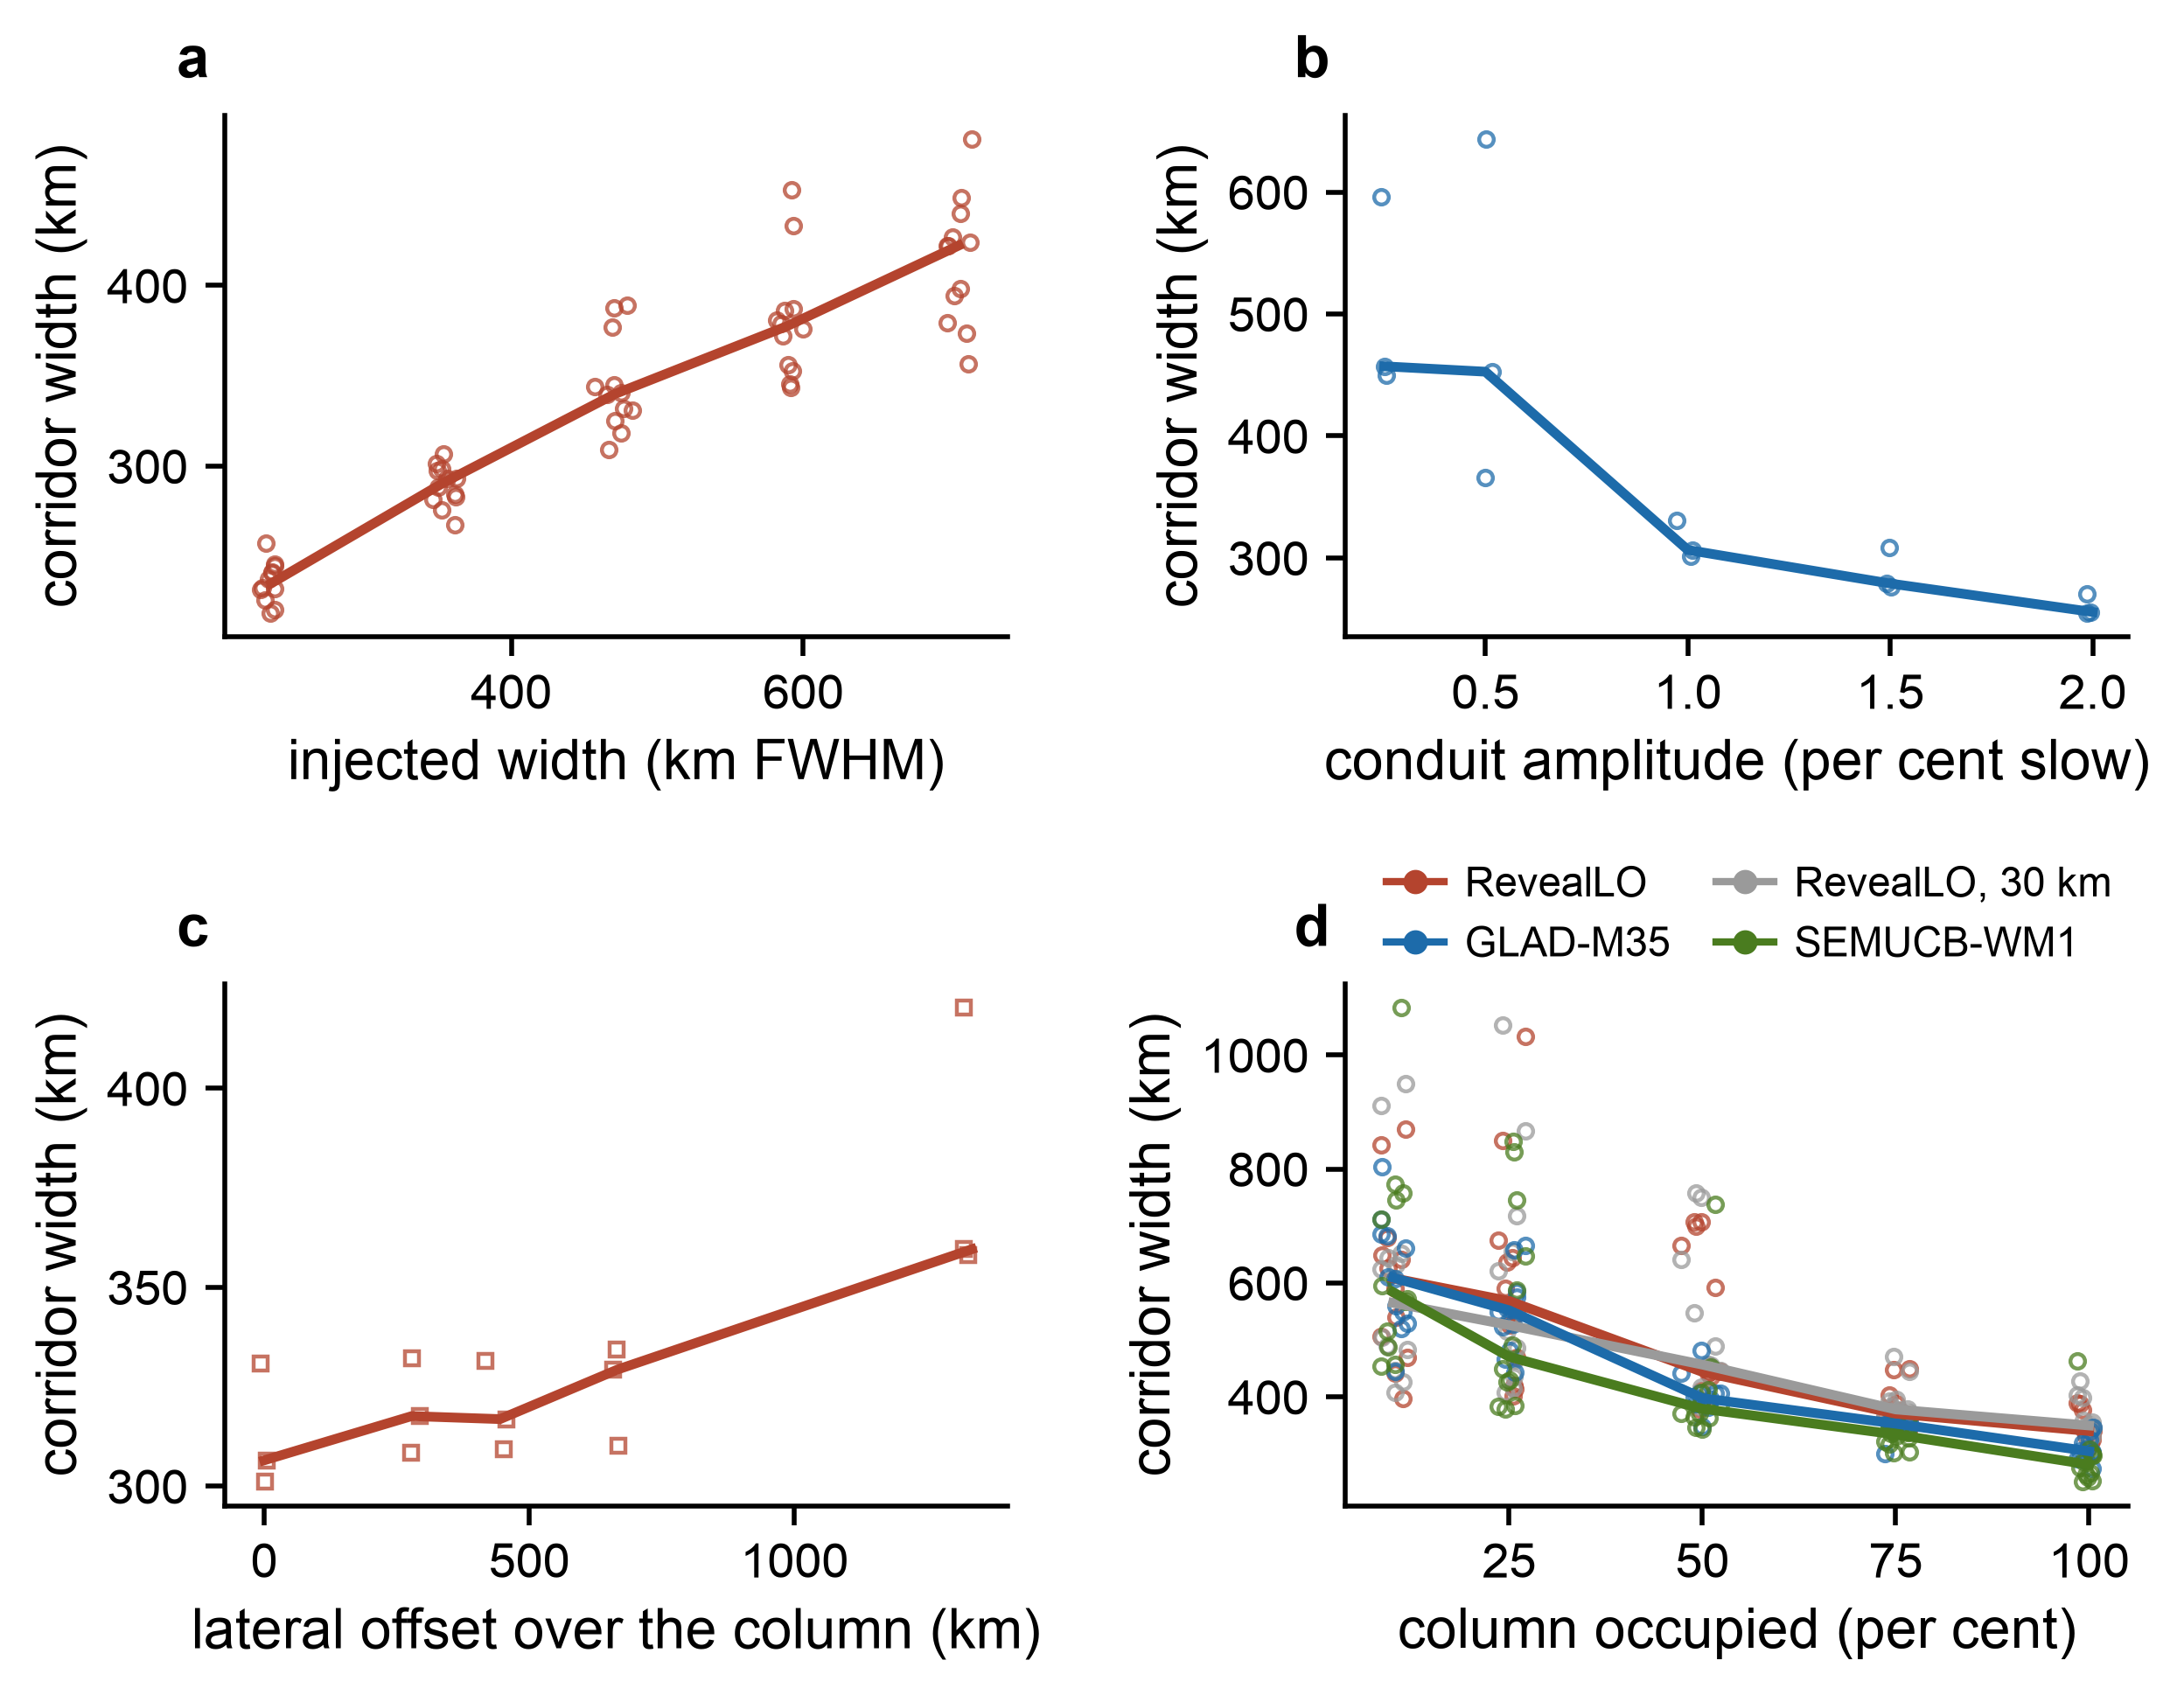 a
corridor width (km)
400
300
400
600
injected width (km FWHM)
b
corridor width (km)
600
500
400
300
0.5
1.0
1.5
2.0
conduit amplitude (per cent slow)
c
corridor width (km)
400
350
300
0
500
1000
lateral offset over the column (km)
d
RevealLO
GLAD-M35
RevealLO, 30 km
SEMUCB-WM1
corridor width (km)
1000
800
600
400
25
50
75
100
column occupied (per cent)